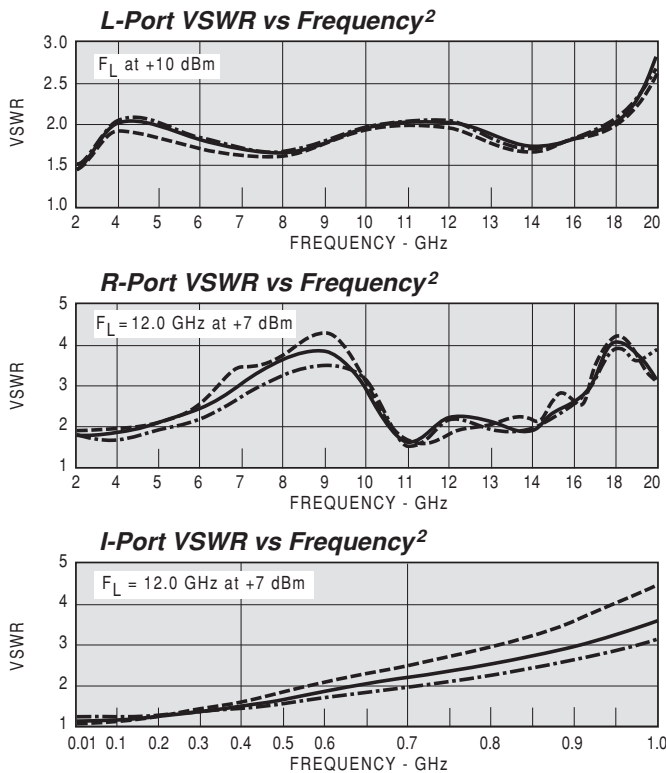 L-Port VSWR vs Frequency²
3.0
2.5
2.0
1.5
1.0
VSWR
F_L at +10 dBm
2 4 5 6 7 8 9 10 11 12 13 14 16 18 20
FREQUENCY - GHz
R-Port VSWR vs Frequency²
5
4
3
2
1
VSWR
F_L = 12.0 GHz at +7 dBm
2 4 5 6 7 8 9 10 11 12 13 14 16 18 20
FREQUENCY - GHz
I-Port VSWR vs Frequency²
5
4
3
2
1
VSWR
F_L = 12.0 GHz at +7 dBm
0.01 0.1 0.2 0.3 0.4 0.5 0.6 0.7 0.8 0.9 1.0
FREQUENCY - GHz